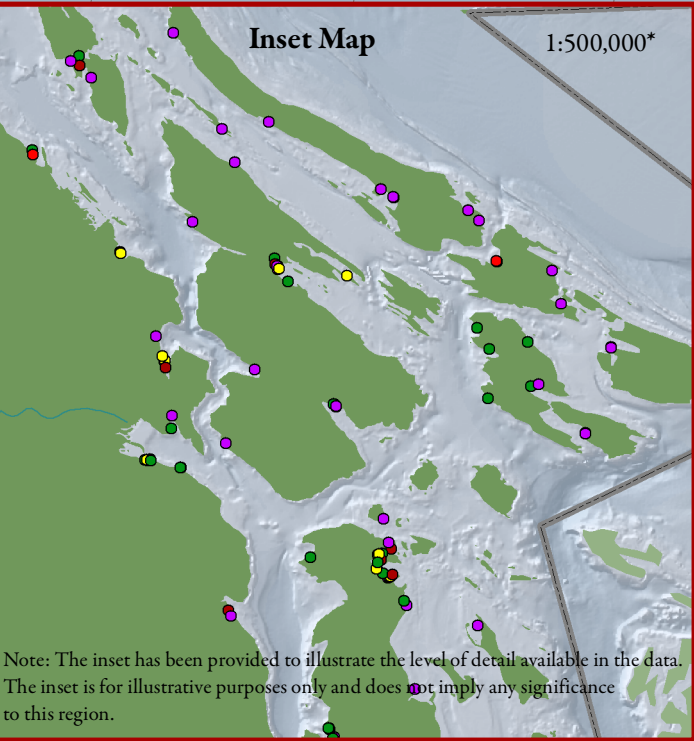 Inset Map
1:500,000*
Note: The inset has been provided to illustrate the level of detail available in the data.
The inset is for illustrative purposes only and does not imply any significance
to this region.